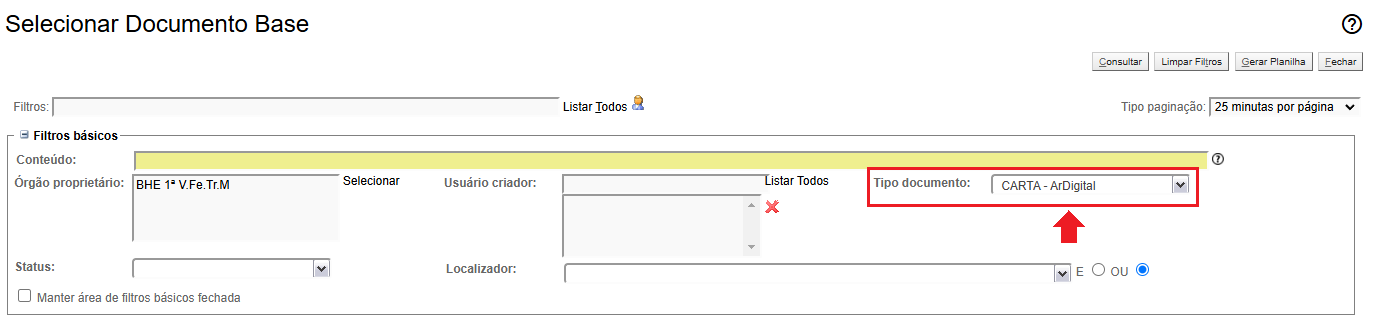 Selecionar Documento Base
?
Consultar Limpar Filtros Gerar Planilha Fechar
Filtros: Listar Todos Tipo paginação: 25 minutas por página
Filtros básicos
Conteúdo: ?
Órgão proprietário: BHE 1ª V.Fe.Tr.M Selecionar Usuário criador: Listar Todos Tipo documento: CARTA - ArDigital
Status: Localizador: E OU
Manter área de filtros básicos fechada